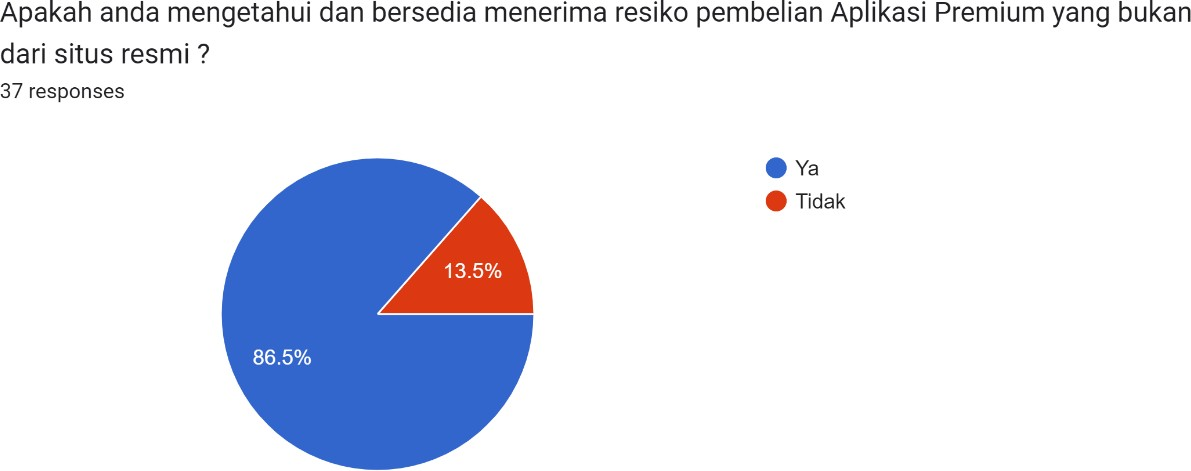 Apakah anda mengetahui dan bersedia menerima resiko pembelian Aplikasi Premium yang bukan
dari situs resmi ?
37 responses
Ya
Tidak
13.5%
86.5%